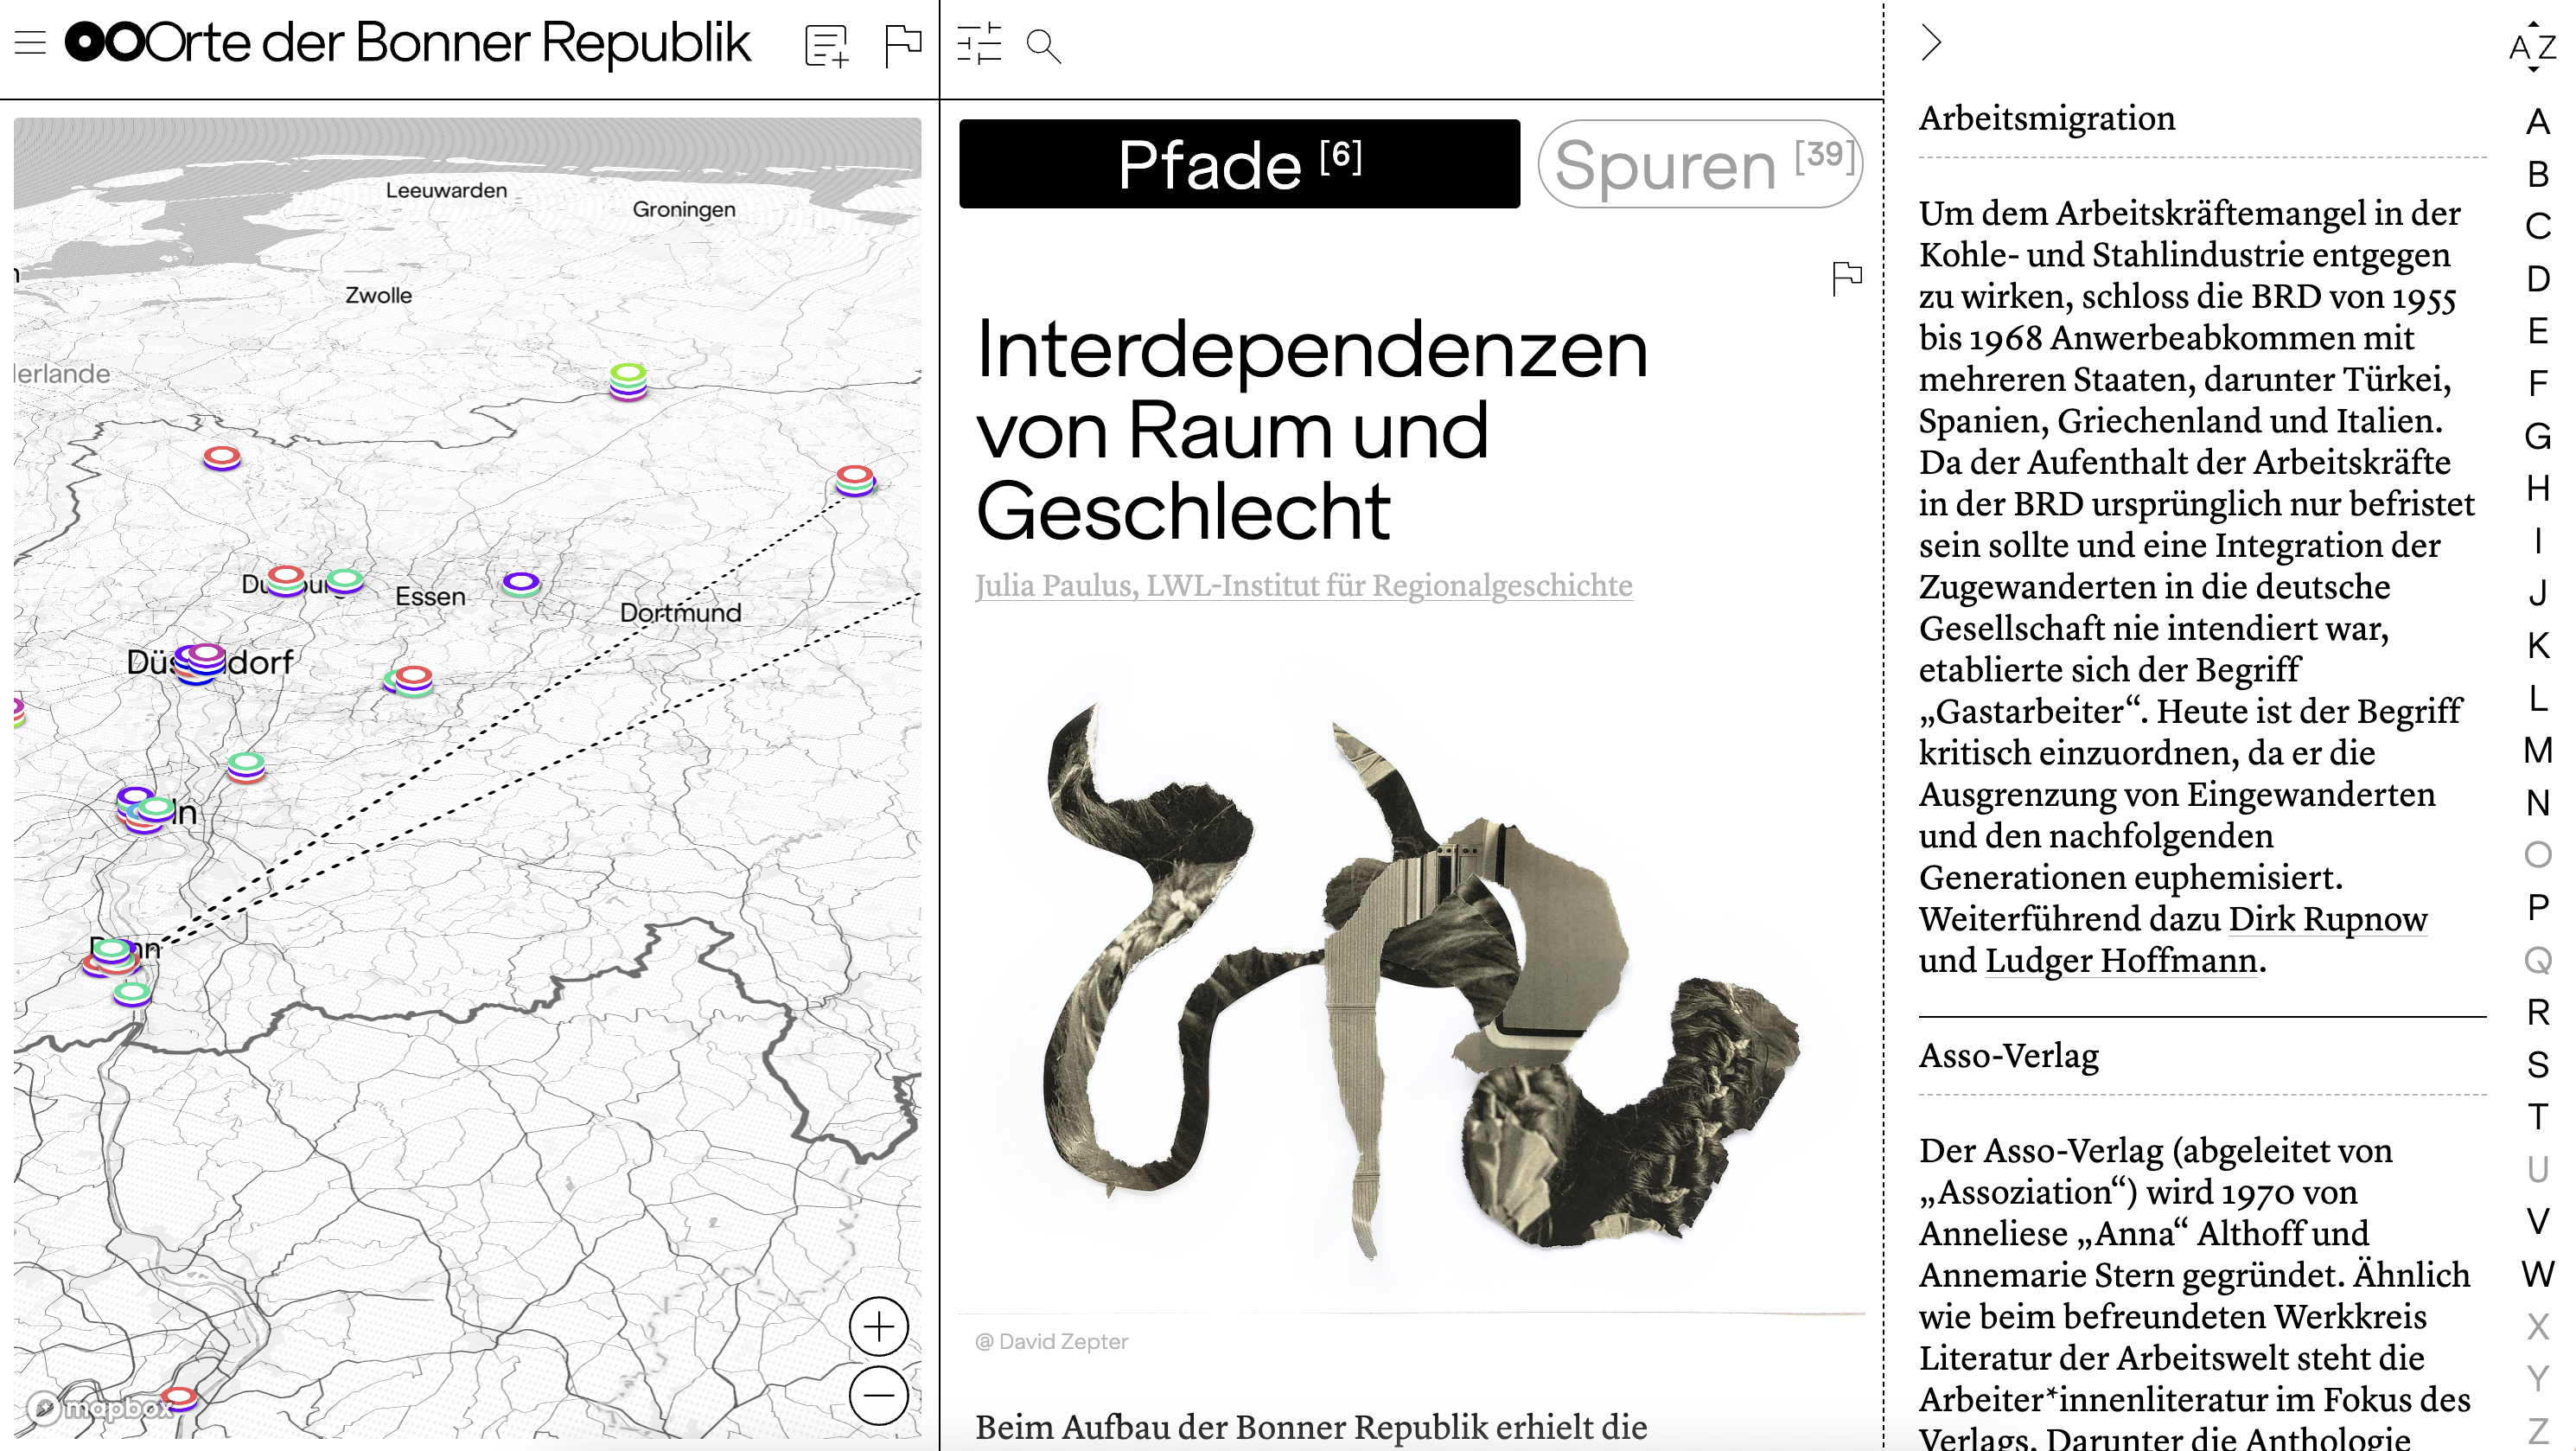 Orte der Bonner Republik
Leeuwarden
Groningen
Zwolle
Essen
Dortmund
mapbox
Pfade [6]
Spuren [39]
Interdependenzen
von Raum und
Geschlecht
Julia Paulus, LWL-Institut für Regionalgeschichte
@ David Zepter
Beim Aufbau der Bonner Republik erhielt die
Arbeitsmigration
Um dem Arbeitskräftemangel in der
Kohle- und Stahlindustrie entgegen
zu wirken, schloss die BRD von 1955
bis 1968 Anwerbeabkommen mit
mehreren Staaten, darunter Türkei,
Spanien, Griechenland und Italien.
Da der Aufenthalt der Arbeitskräfte
in der BRD ursprünglich nur befristet
sein sollte und eine Integration der
Zugewanderten in die deutsche
Gesellschaft nie intendiert war,
etablierte sich der Begriff
„Gastarbeiter“. Heute ist der Begriff
kritisch einzuordnen, da er die
Ausgrenzung von Eingewanderten
und den nachfolgenden
Generationen euphemisiert.
Weiterführend dazu Dirk Rupnow
und Ludger Hoffmann.
Asso-Verlag
Der Asso-Verlag (abgeleitet von
„Assoziation“) wird 1970 von
Anneliese „Anna“ Althoff und
Annemarie Stern gegründet. Ähnlich
wie beim befreundeten Werkkreis
Literatur der Arbeitswelt steht die
Arbeiter*innenliteratur im Fokus des
Verlags. Darunter die Anthologie
A Z
A
B
C
D
E
F
G
H
I
J
K
L
M
N
O
P
Q
R
S
T
U
V
W
X
Y
Z